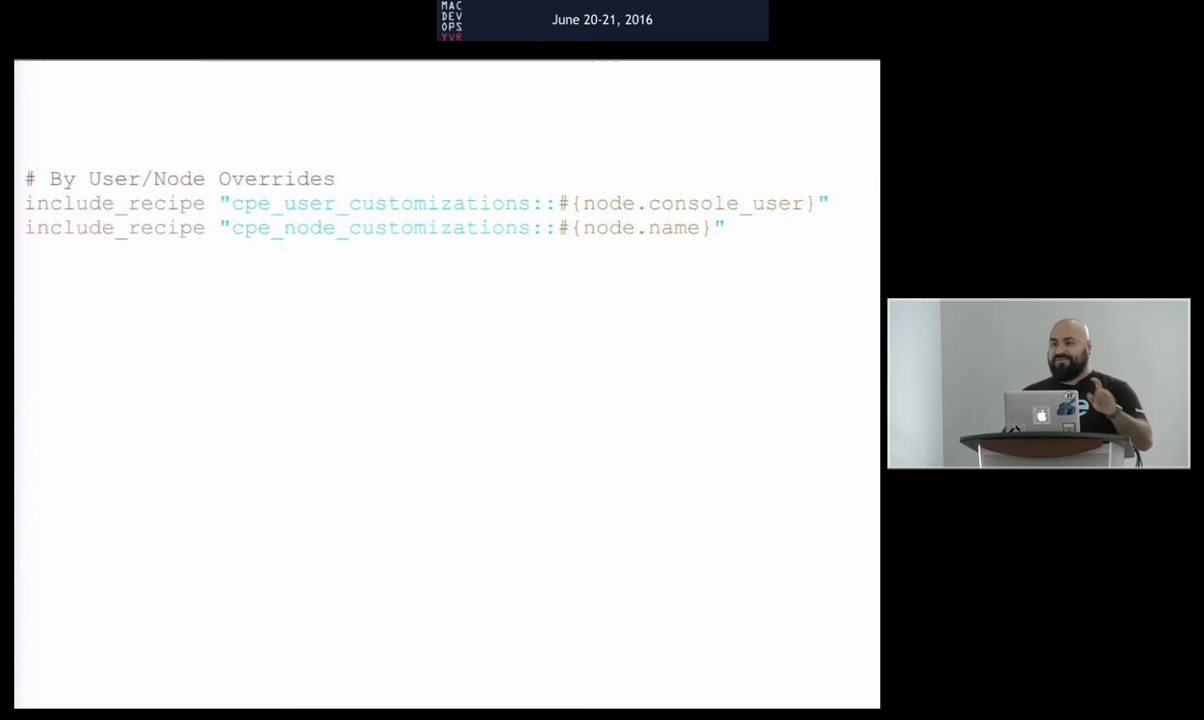 MAC
DEV
OPS
YVR
June 20-21, 2016
# By User/Node Overrides
include_recipe "cpe_user_customizations::#{node.console_user}"
include_recipe "cpe_node_customizations::#{node.name}"